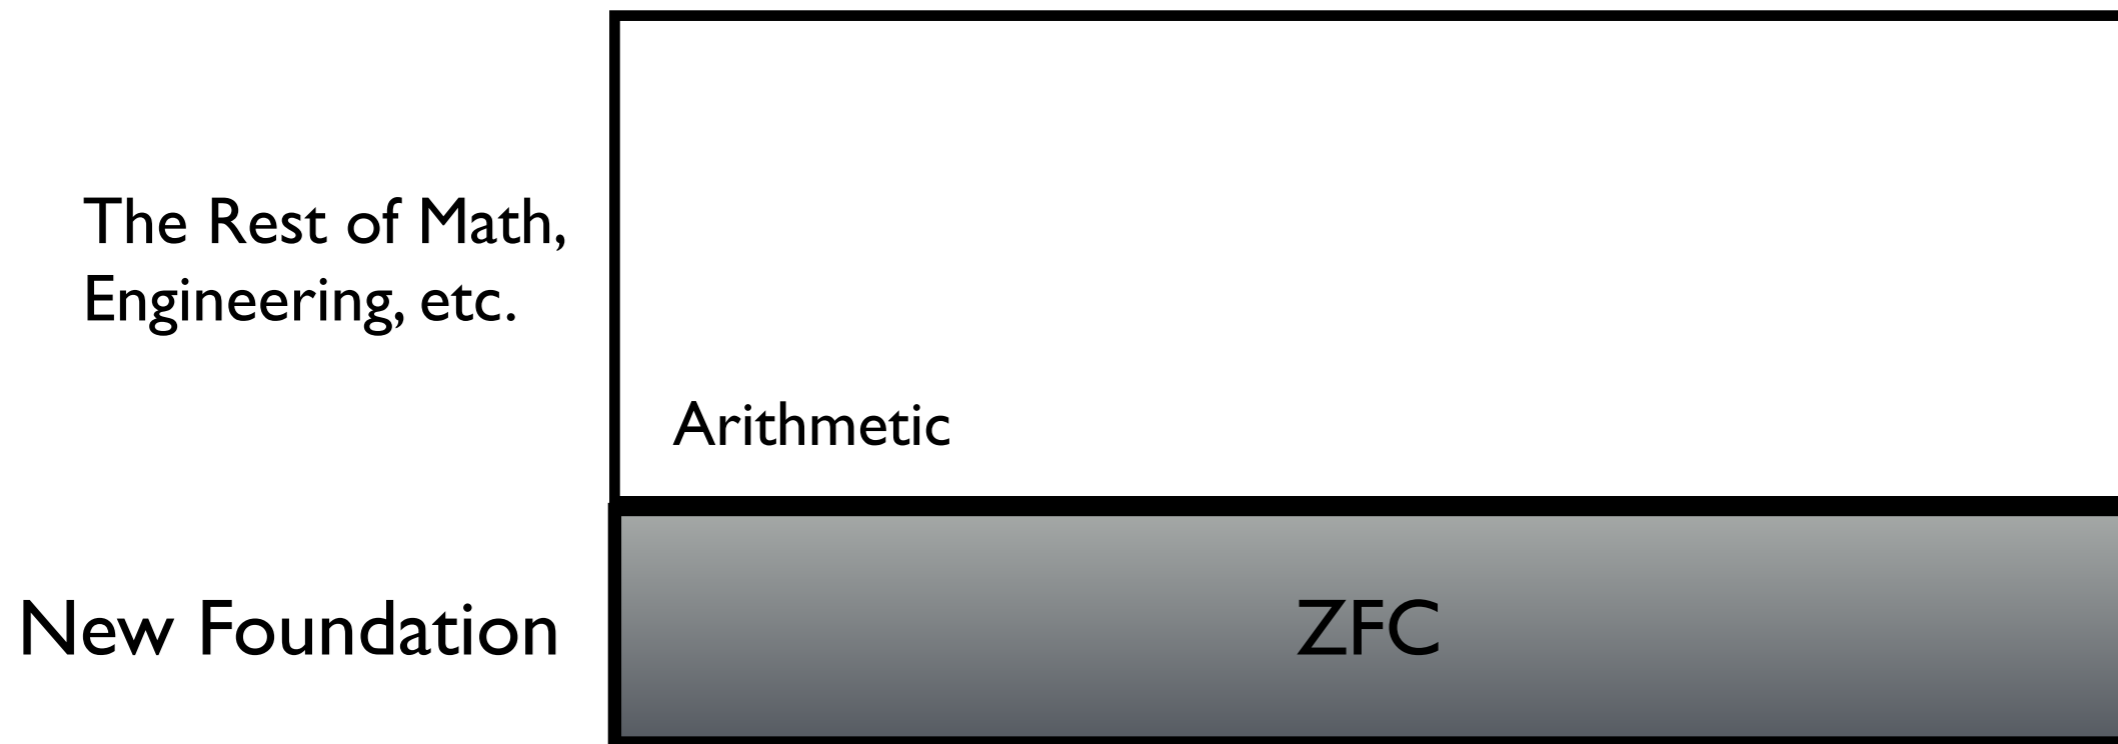 The Rest of Math,
Engineering, etc.
Arithmetic
New Foundation
ZFC